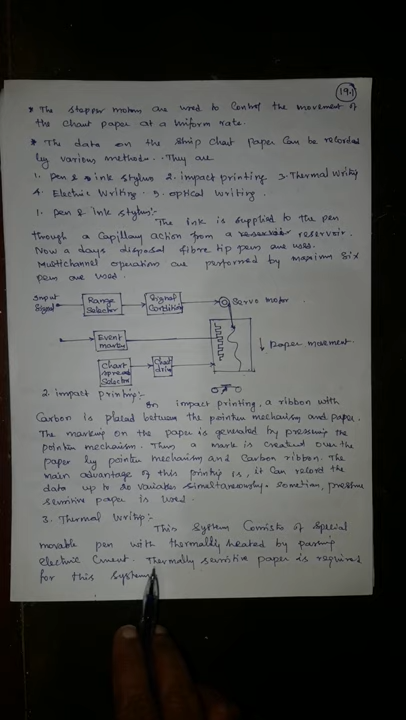 19.1
* The stepper motors are used to Control the movement of
the chart paper at a Uniform rate.
* The data on the strip chart paper Can be recorded
by various methods. They are
1. Pen & ink stylus 2. impact printing 3. Thermal writing
4. Electric Writing. 5. optical writing.
1. Pen & ink stylus:-
The ink is supplied to the pen
through a Capillary action from a reservoir.
Now a days disposal fibre tip pens are used.
Multichannel operation are performed by maximum Six
pens are used.
Input Signal
Range Selector
Signal Condition
Servo motor
Event marker
paper movement.
Chart speed Selector
Chart drive
2. impact printing:-
In impact printing, a ribbon with
Carbon is placed between the pointer mechanism and paper.
The marking on the paper is generated by pressing the
pointer mechanism. Thus a mark is created over the
paper by pointer mechanism and Carbon ribbon. The
main advantage of this printing is, it Can record the
data up to 20 variables simultaneously. Sometime, pressure
sensitive paper is used.
3. Thermal Writing:-
This System Consists of Special
movable pen with thermally heated by passing
electric Current. Thermally sensitive paper is required
for this system